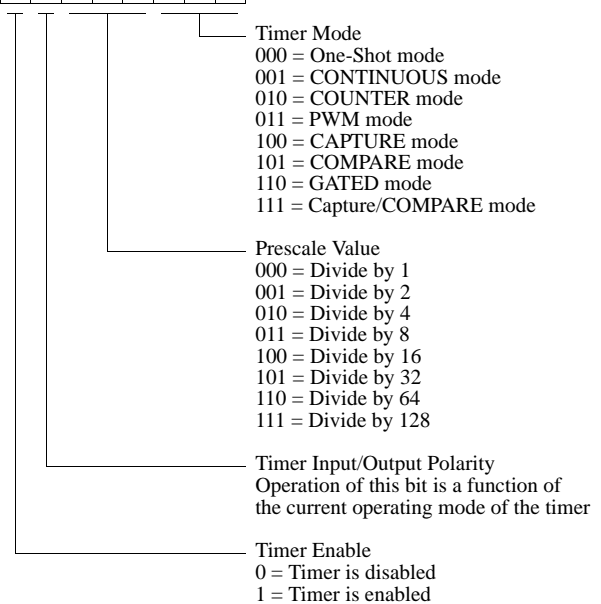 Timer Mode
000 = One-Shot mode
001 = CONTINUOUS mode
010 = COUNTER mode
011 = PWM mode
100 = CAPTURE mode
101 = COMPARE mode
110 = GATED mode
111 = Capture/COMPARE mode
Prescale Value
000 = Divide by 1
001 = Divide by 2
010 = Divide by 4
011 = Divide by 8
100 = Divide by 16
101 = Divide by 32
110 = Divide by 64
111 = Divide by 128
Timer Input/Output Polarity
Operation of this bit is a function of
the current operating mode of the timer
Timer Enable
0 = Timer is disabled
1 = Timer is enabled